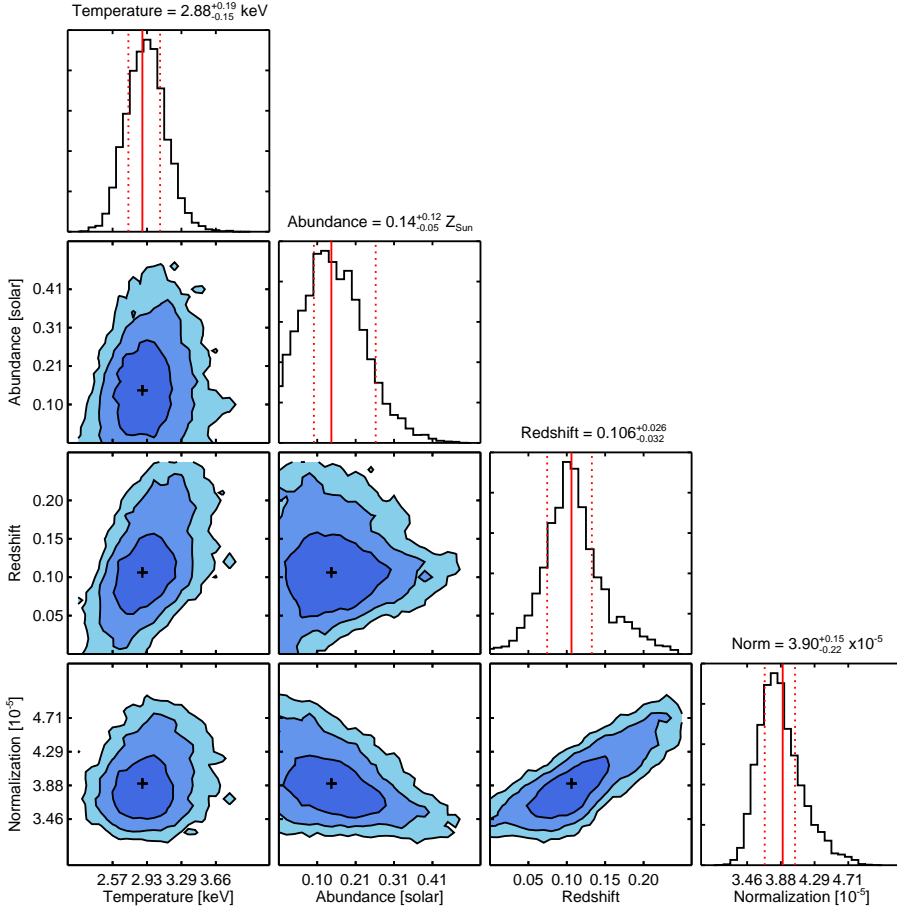 Temperature = 2.88 +0.19 -0.15 keV
Abundance = 0.14 +0.12 -0.05 Z Sun
Abundance [solar]
0.41
0.31
0.21
0.10
Redshift = 0.106 +0.026 -0.032
Redshift
0.20
0.15
0.10
0.05
Norm = 3.90 +0.15 -0.22 x10-5
Normalization [10-5]
4.71
4.29
3.88
3.46
2.57 2.93 3.29 3.66
Temperature [keV]
0.10 0.21 0.31 0.41
Abundance [solar]
0.05 0.10 0.15 0.20
Redshift
3.46 3.88 4.29 4.71
Normalization [10-5]